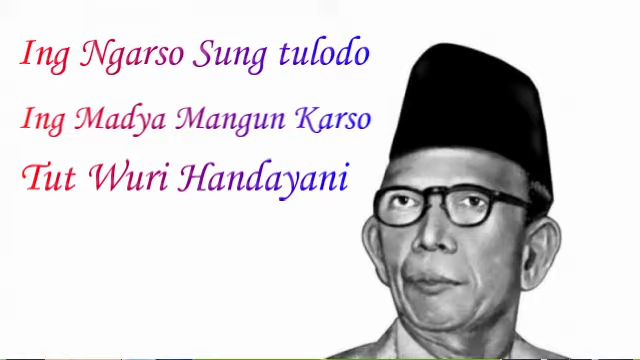 Ing Ngarso Sung tulodo
Ing Madya Mangun Karso
Tut Wuri Handayani